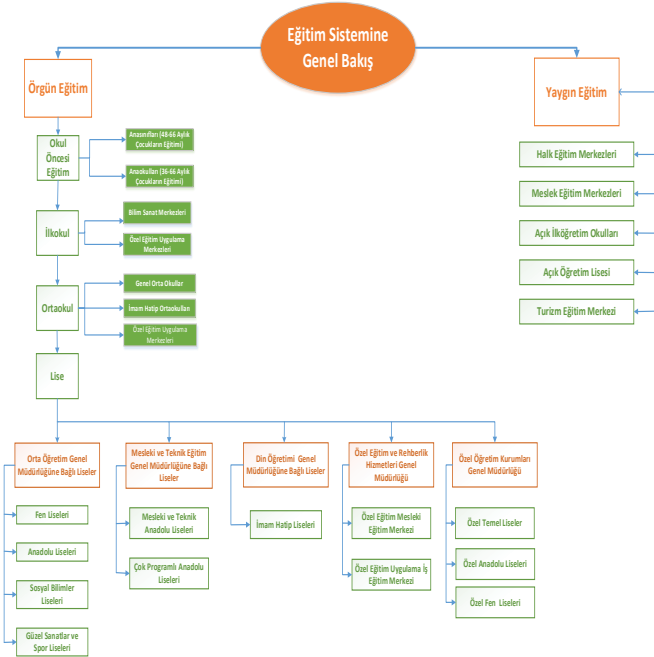 Eğitim Sistemine
Genel Bakış
Örgün Eğitim
Yaygın Eğitim
Okul
Öncesi
Eğitim
Anasınıfları (48-66 Aylık
Çocukların Eğitimi)
Anaokulları (36-66 Aylık
Çocukların Eğitimi)
İlkokul
Bilim Sanat Merkezleri
Özel Eğitim Uygulama
Merkezleri
Ortaokul
Genel Orta Okullar
İmam Hatip Ortaokulları
Özel Eğitim Uygulama
Merkezleri
Lise
Halk Eğitim Merkezleri
Meslek Eğitim Merkezleri
Açık İlköğretim Okulları
Açık Öğretim Lisesi
Turizm Eğitim Merkezi
Orta Öğretim Genel
Müdürlüğüne Bağlı Liseler
Fen Liseleri
Anadolu Liseleri
Sosyal Bilimler
Liseleri
Güzel Sanatlar ve
Spor Liseleri
Mesleki ve Teknik Eğitim
Genel Müdürlüğüne Bağlı
Liseler
Mesleki ve Teknik
Anadolu Liseleri
Çok Programlı Anadolu
Liseleri
Din Öğretimi Genel
Müdürlüğüne Bağlı Liseler
İmam Hatip Liseleri
Özel Eğitim ve Rehberlik
Hizmetleri Genel
Müdürlüğü
Özel Eğitim Mesleki
Eğitim Merkezi
Özel Eğitim Uygulama İş
Eğitim Merkezi
Özel Öğretim Kurumları
Genel Müdürlüğü
Özel Temel Liseler
Özel Anadolu Liseleri
Özel Fen Liseleri